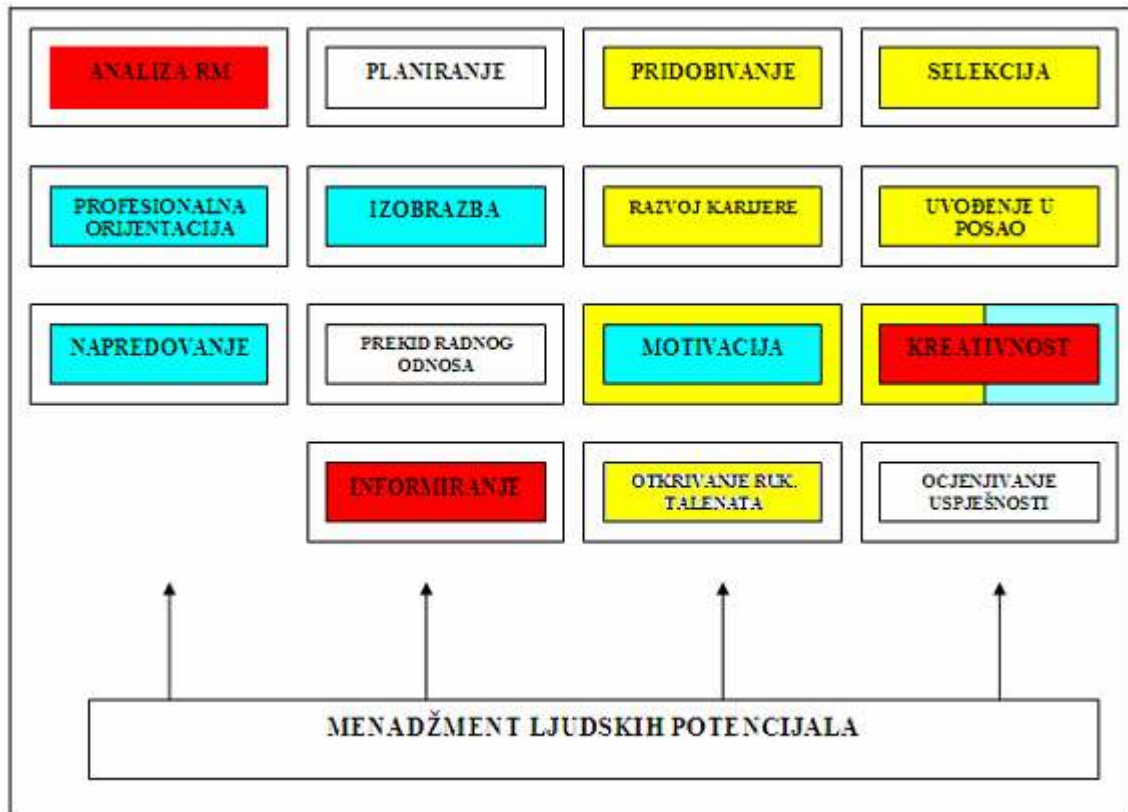 ANALIZA RM
PLANIRANJE
PRIDOBIVANJE
SELEKCIJA
PROFESIONALNA
ORIJENTACIJA
IZOBRAZBA
RAZVOJ KARIJERE
UVOĐENJE U
POSAO
NAPREDOVANJE
PREKID RADNOG
ODNOSA
MOTIVACIJA
KREATIVNOST
INFORMIRANJE
OTKRIVANJE RUK.
TALENATA
OCJENJIVANJE
USPJEŠNOSTI
MENADŽMENT LJUDSKIH POTENCIJALA